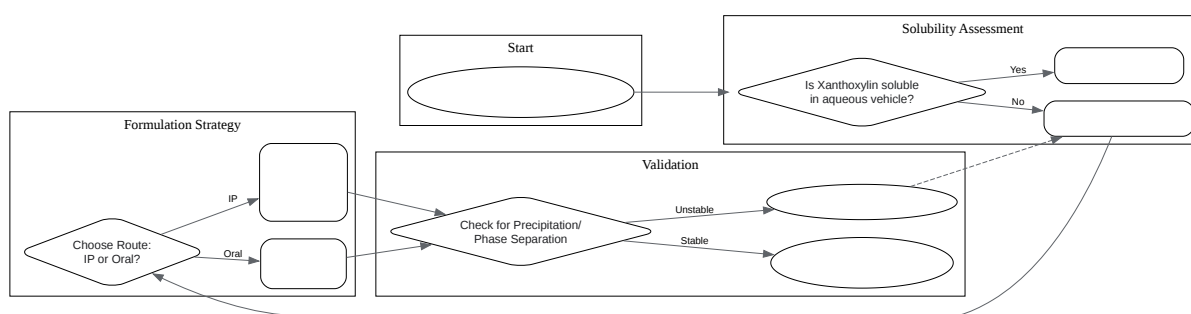 Solubility Assessment
Start
Is Xanthoxylin soluble
in aqueous vehicle?
Yes
No
Formulation Strategy
Choose Route:
IP or Oral?
IP
Oral
Validation
Check for Precipitation/
Phase Separation
Unstable
Stable